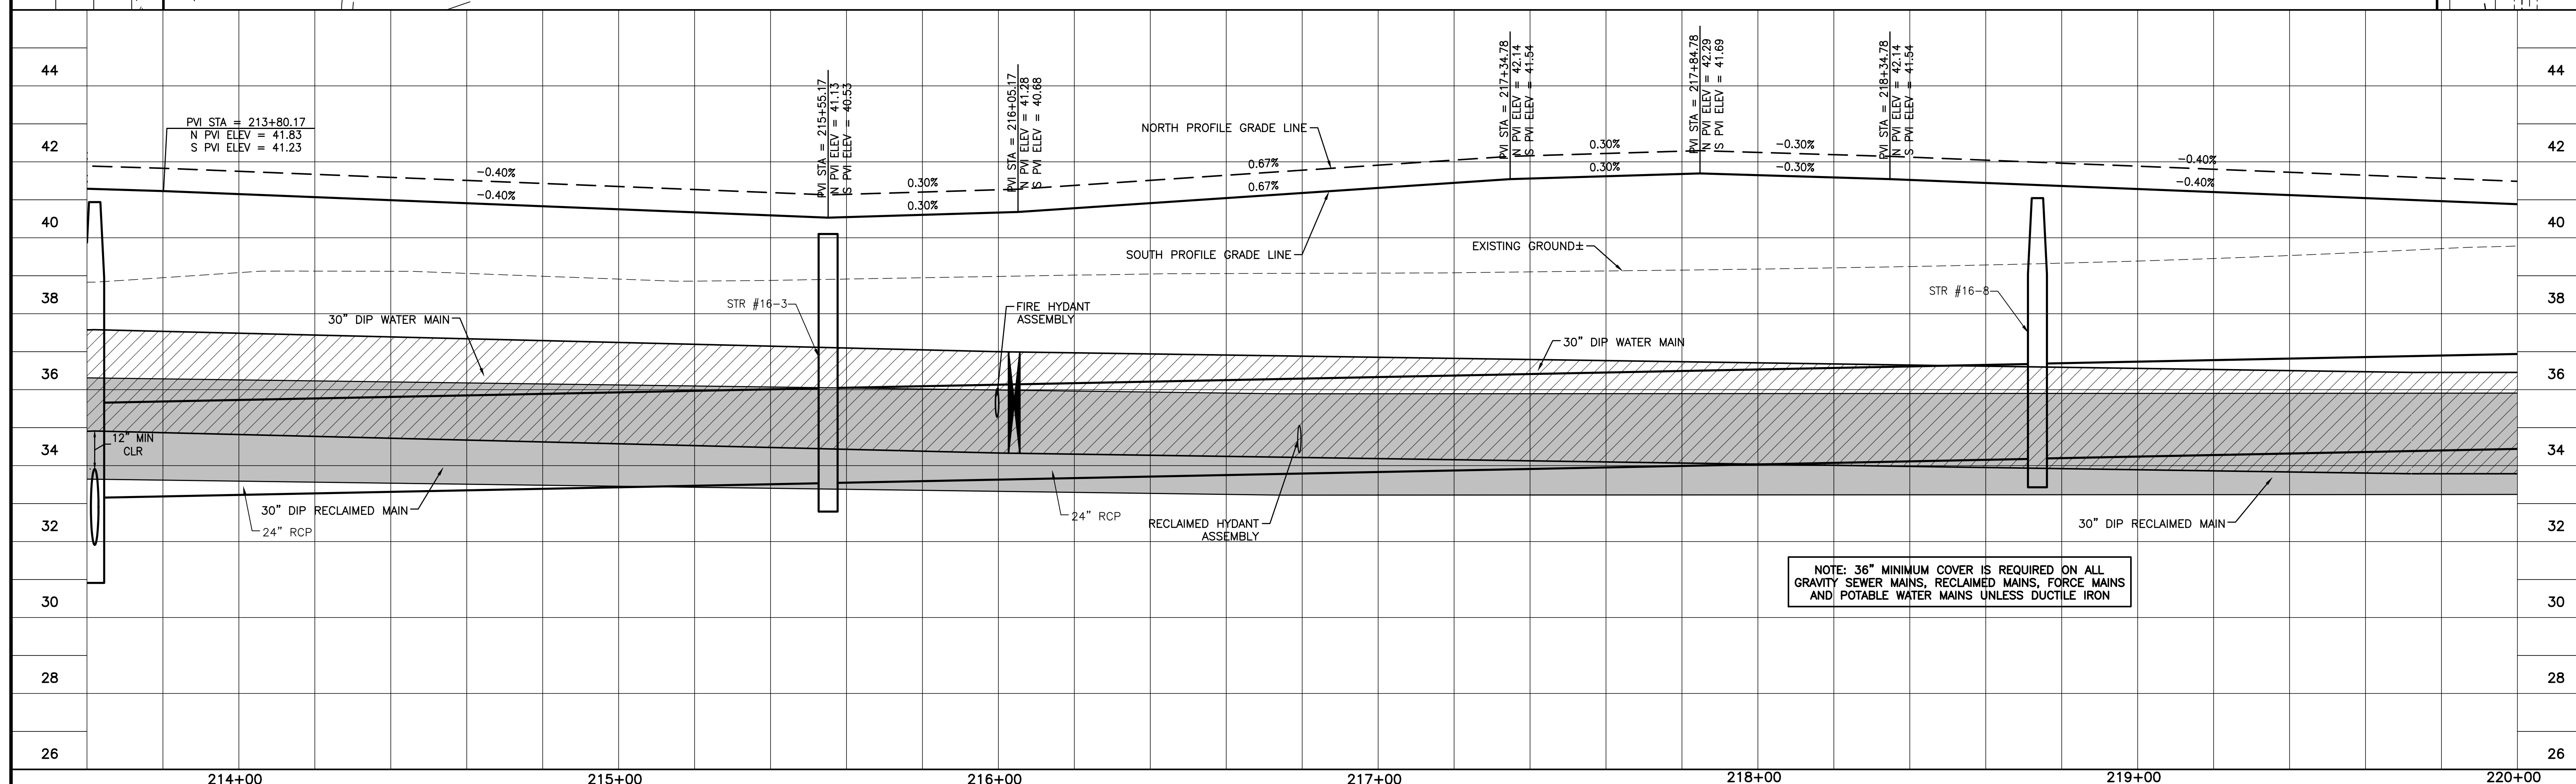 44
42
40
38
36
34
32
30
28
26
PVI STA = 213+80.17
N PVI ELEV = 41.83
S PVI ELEV = 41.23
-0.40%
-0.40%
PVI STA = 215+55.17
N PVI ELEV = 41.13
S PVI ELEV = 40.53
0.30%
0.30%
PVI STA = 216+05.17
N PVI ELEV = 41.28
S PVI ELEV = 40.68
NORTH PROFILE GRADE LINE
0.67%
0.67%
SOUTH PROFILE GRADE LINE
PVI STA = 217+34.78
N PVI ELEV = 42.14
S PVI ELEV = 41.54
0.30%
0.30%
PVI STA = 217+84.78
N PVI ELEV = 42.29
S PVI ELEV = 41.69
-0.30%
-0.30%
PVI STA = 218+34.78
N PVI ELEV = 42.14
S PVI ELEV = 41.54
-0.40%
-0.40%
EXISTING GROUND±
STR #16-3
STR #16-8
30" DIP WATER MAIN
FIRE HYDANT
ASSEMBLY
30" DIP WATER MAIN
12" MIN
CLR
30" DIP RECLAIMED MAIN
24" RCP
24" RCP
RECLAIMED HYDANT
ASSEMBLY
30" DIP RECLAIMED MAIN
NOTE: 36" MINIMUM COVER IS REQUIRED ON ALL
GRAVITY SEWER MAINS, RECLAIMED MAINS, FORCE MAINS
AND POTABLE WATER MAINS UNLESS DUCTILE IRON
44
42
40
38
36
34
32
30
28
26
214+00
215+00
216+00
217+00
218+00
219+00
220+00